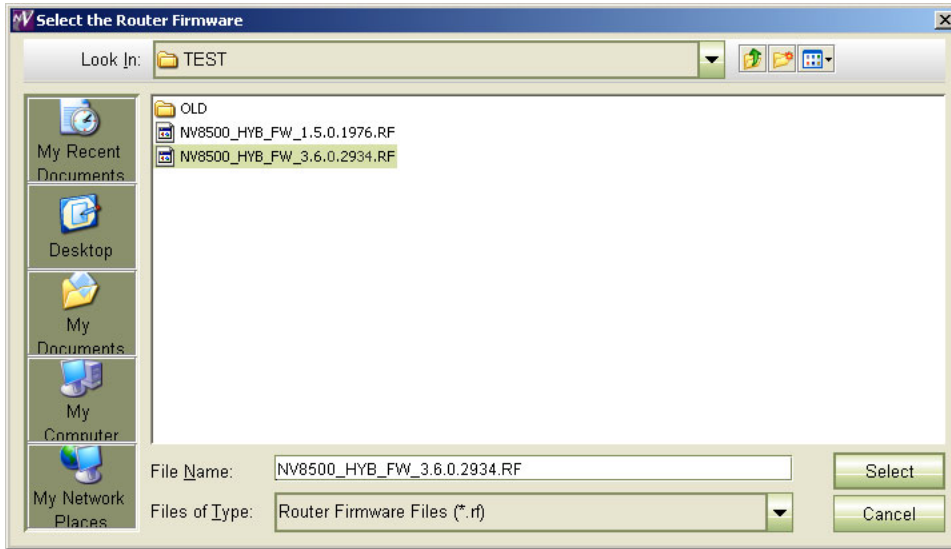 Select the Router Firmware
Look In:
TEST
My Recent
Documents
Desktop
My
Documents
My
Computer
My Network
Places
OLD
NV8500_HYB_FW_1.5.0.1976.RF
NV8500_HYB_FW_3.6.0.2934.RF
File Name:
NV8500_HYB_FW_3.6.0.2934.RF
Select
Files of Type:
Router Firmware Files (*.rf)
Cancel